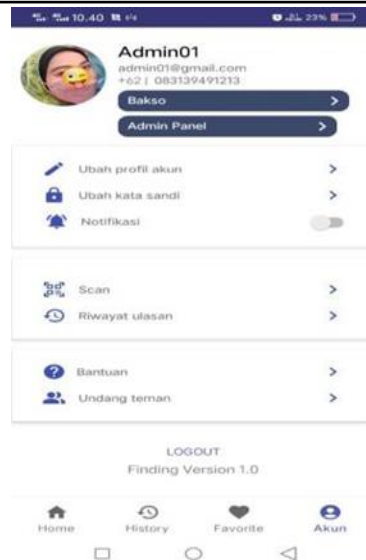 10.40
23%
Admin01
admin01@gmail.com
+62 | 083139491213
Bakso
Admin Panel
Ubah profil akun
Ubah kata sandi
Notifikasi
Scan
Riwayat ulasan
Bantuan
Undang teman
LOGOUT
Finding Version 1.0
Home History Favorite Akun